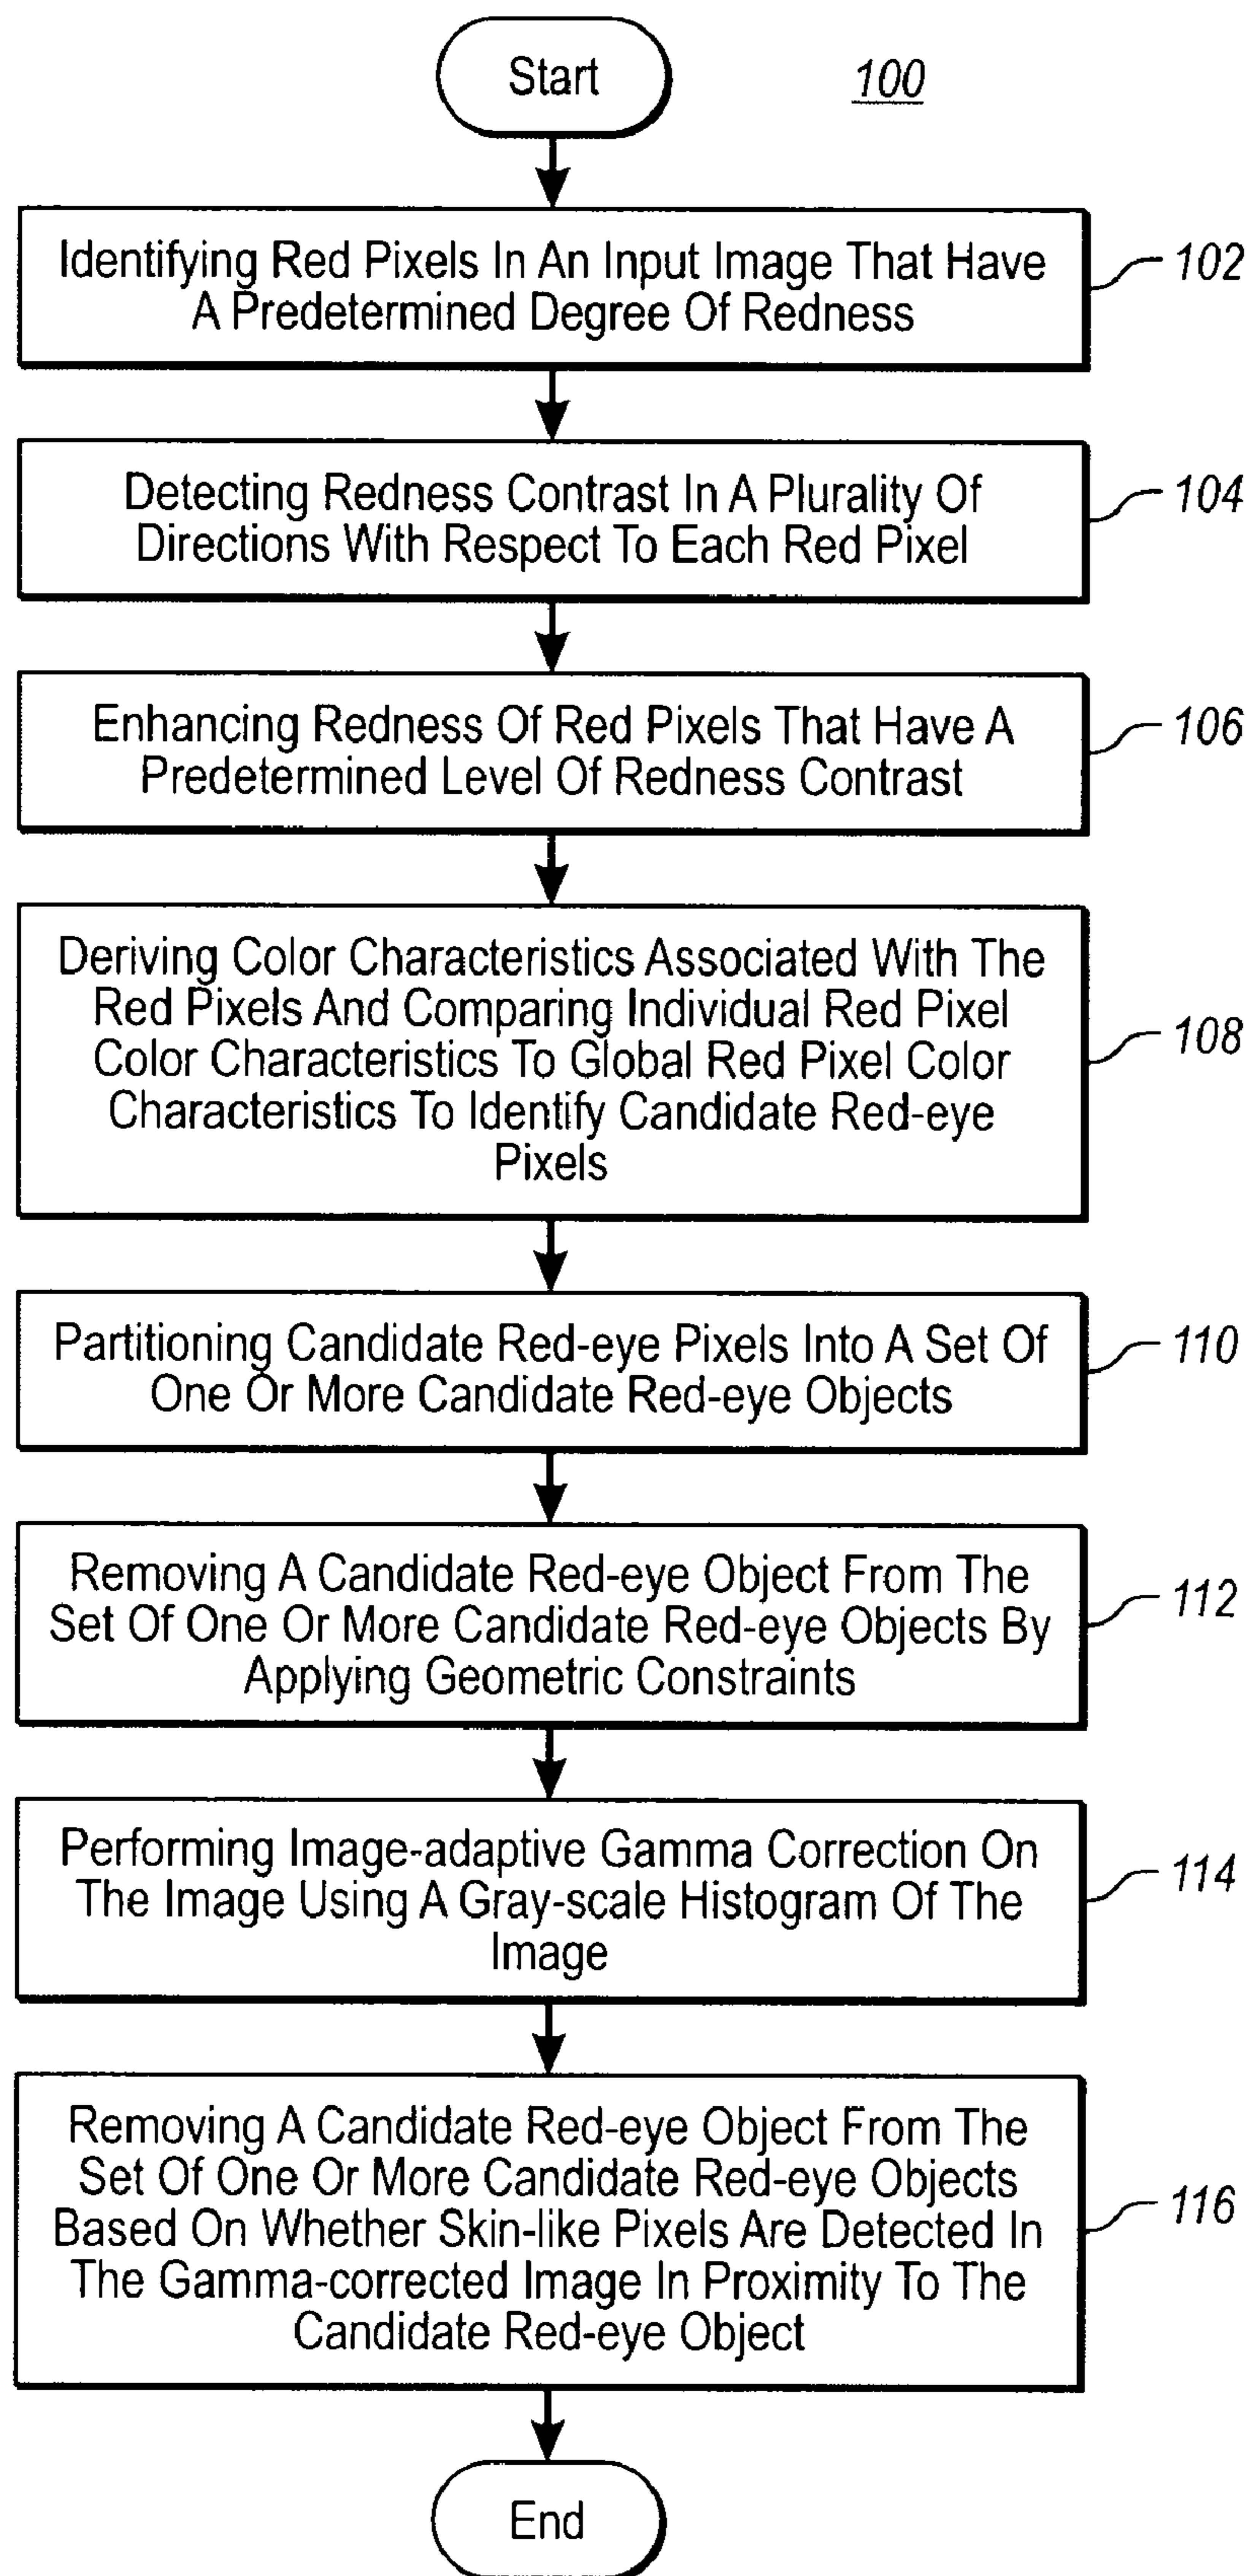 Start
100
Identifying Red Pixels In An Input Image That Have
A Predetermined Degree Of Redness
102
Detecting Redness Contrast In A Plurality Of
Directions With Respect To Each Red Pixel
104
Enhancing Redness Of Red Pixels That Have A
Predetermined Level Of Redness Contrast
106
Deriving Color Characteristics Associated With The
Red Pixels And Comparing Individual Red Pixel
Color Characteristics To Global Red Pixel Color
Characteristics To Identify Candidate Red-eye
Pixels
108
Partitioning Candidate Red-eye Pixels Into A Set Of
One Or More Candidate Red-eye Objects
110
Removing A Candidate Red-eye Object From The
Set Of One Or More Candidate Red-eye Objects By
Applying Geometric Constraints
112
Performing Image-adaptive Gamma Correction On
The Image Using A Gray-scale Histogram Of The
Image
114
Removing A Candidate Red-eye Object From The
Set Of One Or More Candidate Red-eye Objects
Based On Whether Skin-like Pixels Are Detected In
The Gamma-corrected Image In Proximity To The
Candidate Red-eye Object
116
End